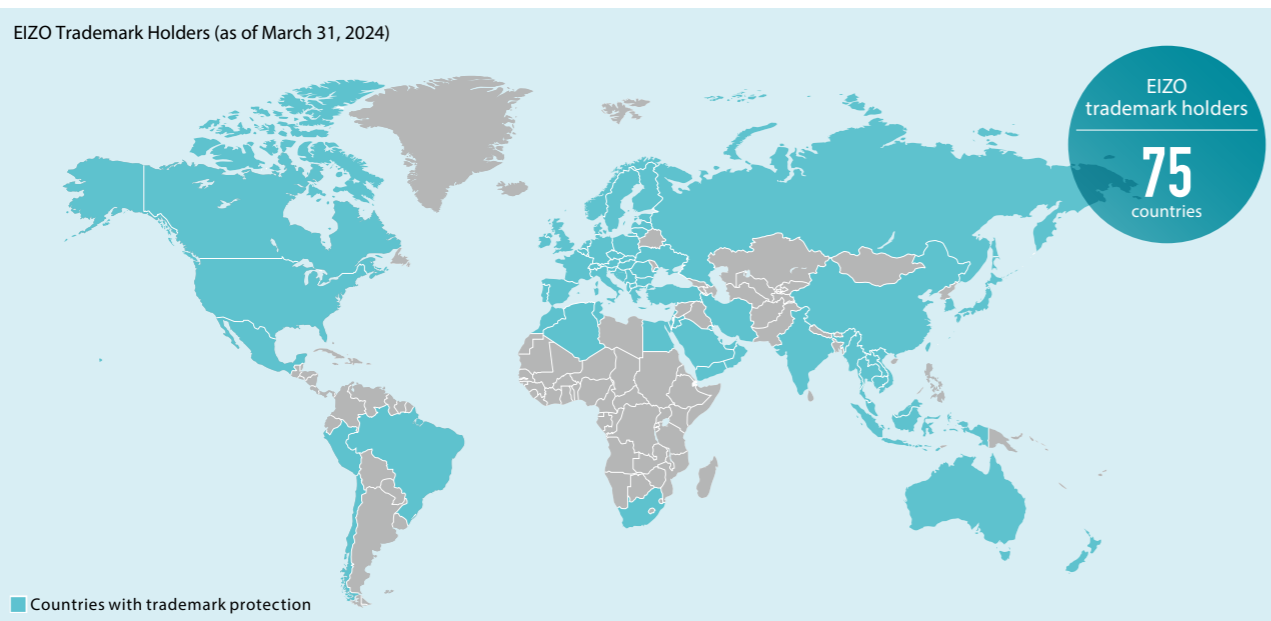 EIZO Trademark Holders (as of March 31, 2024)
EIZO
trademark holders
75
countries
Countries with trademark protection